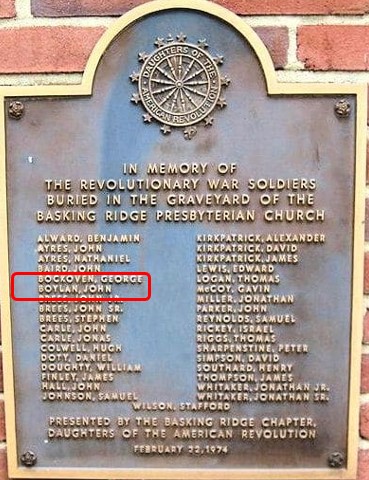 DAUGHTERS OF THE
AMERICAN REVOLUTION
IN MEMORY OF
THE REVOLUTIONARY WAR SOLDIERS
BURIED IN THE GRAVEYARD OF THE
BASKING RIDGE PRESBYTERIAN CHURCH
ALWARD, BENJAMIN
AYRES, JOHN
AYRES, NATHANIEL
BAIRD, JOHN
BOCKOVEN, GEORGE
BOYLAN, JOHN
BREES, JOHN JR.
BREES, JOHN SR.
BREES, STEPHEN
CARLE, JOHN
CARLE, JONAS
COLWELL, HUGH
DOTY, DANIEL
DOUGHTY, WILLIAM
FINLEY, JAMES
HALL, JOHN
JOHNSON, SAMUEL
KIRKPATRICK, ALEXANDER
KIRKPATRICK, DAVID
KIRKPATRICK, JAMES
LEWIS, EDWARD
LOGAN, THOMAS
McCOY, GAVIN
MILLER, JONATHAN
PARKER, JOHN
REYNOLDS, SAMUEL
RICKEY, ISRAEL
RIGGS, THOMAS
SHARPENSTINE, PETER
SIMPSON, DAVID
SOUTHARD, HENRY
THOMPSON, JAMES
WHITAKER, JONATHAN JR.
WHITAKER, JONATHAN SR.
WILSON, STAFFORD
PRESENTED BY THE BASKING RIDGE CHAPTER,
DAUGHTERS OF THE AMERICAN REVOLUTION
FEBRUARY 22, 1974